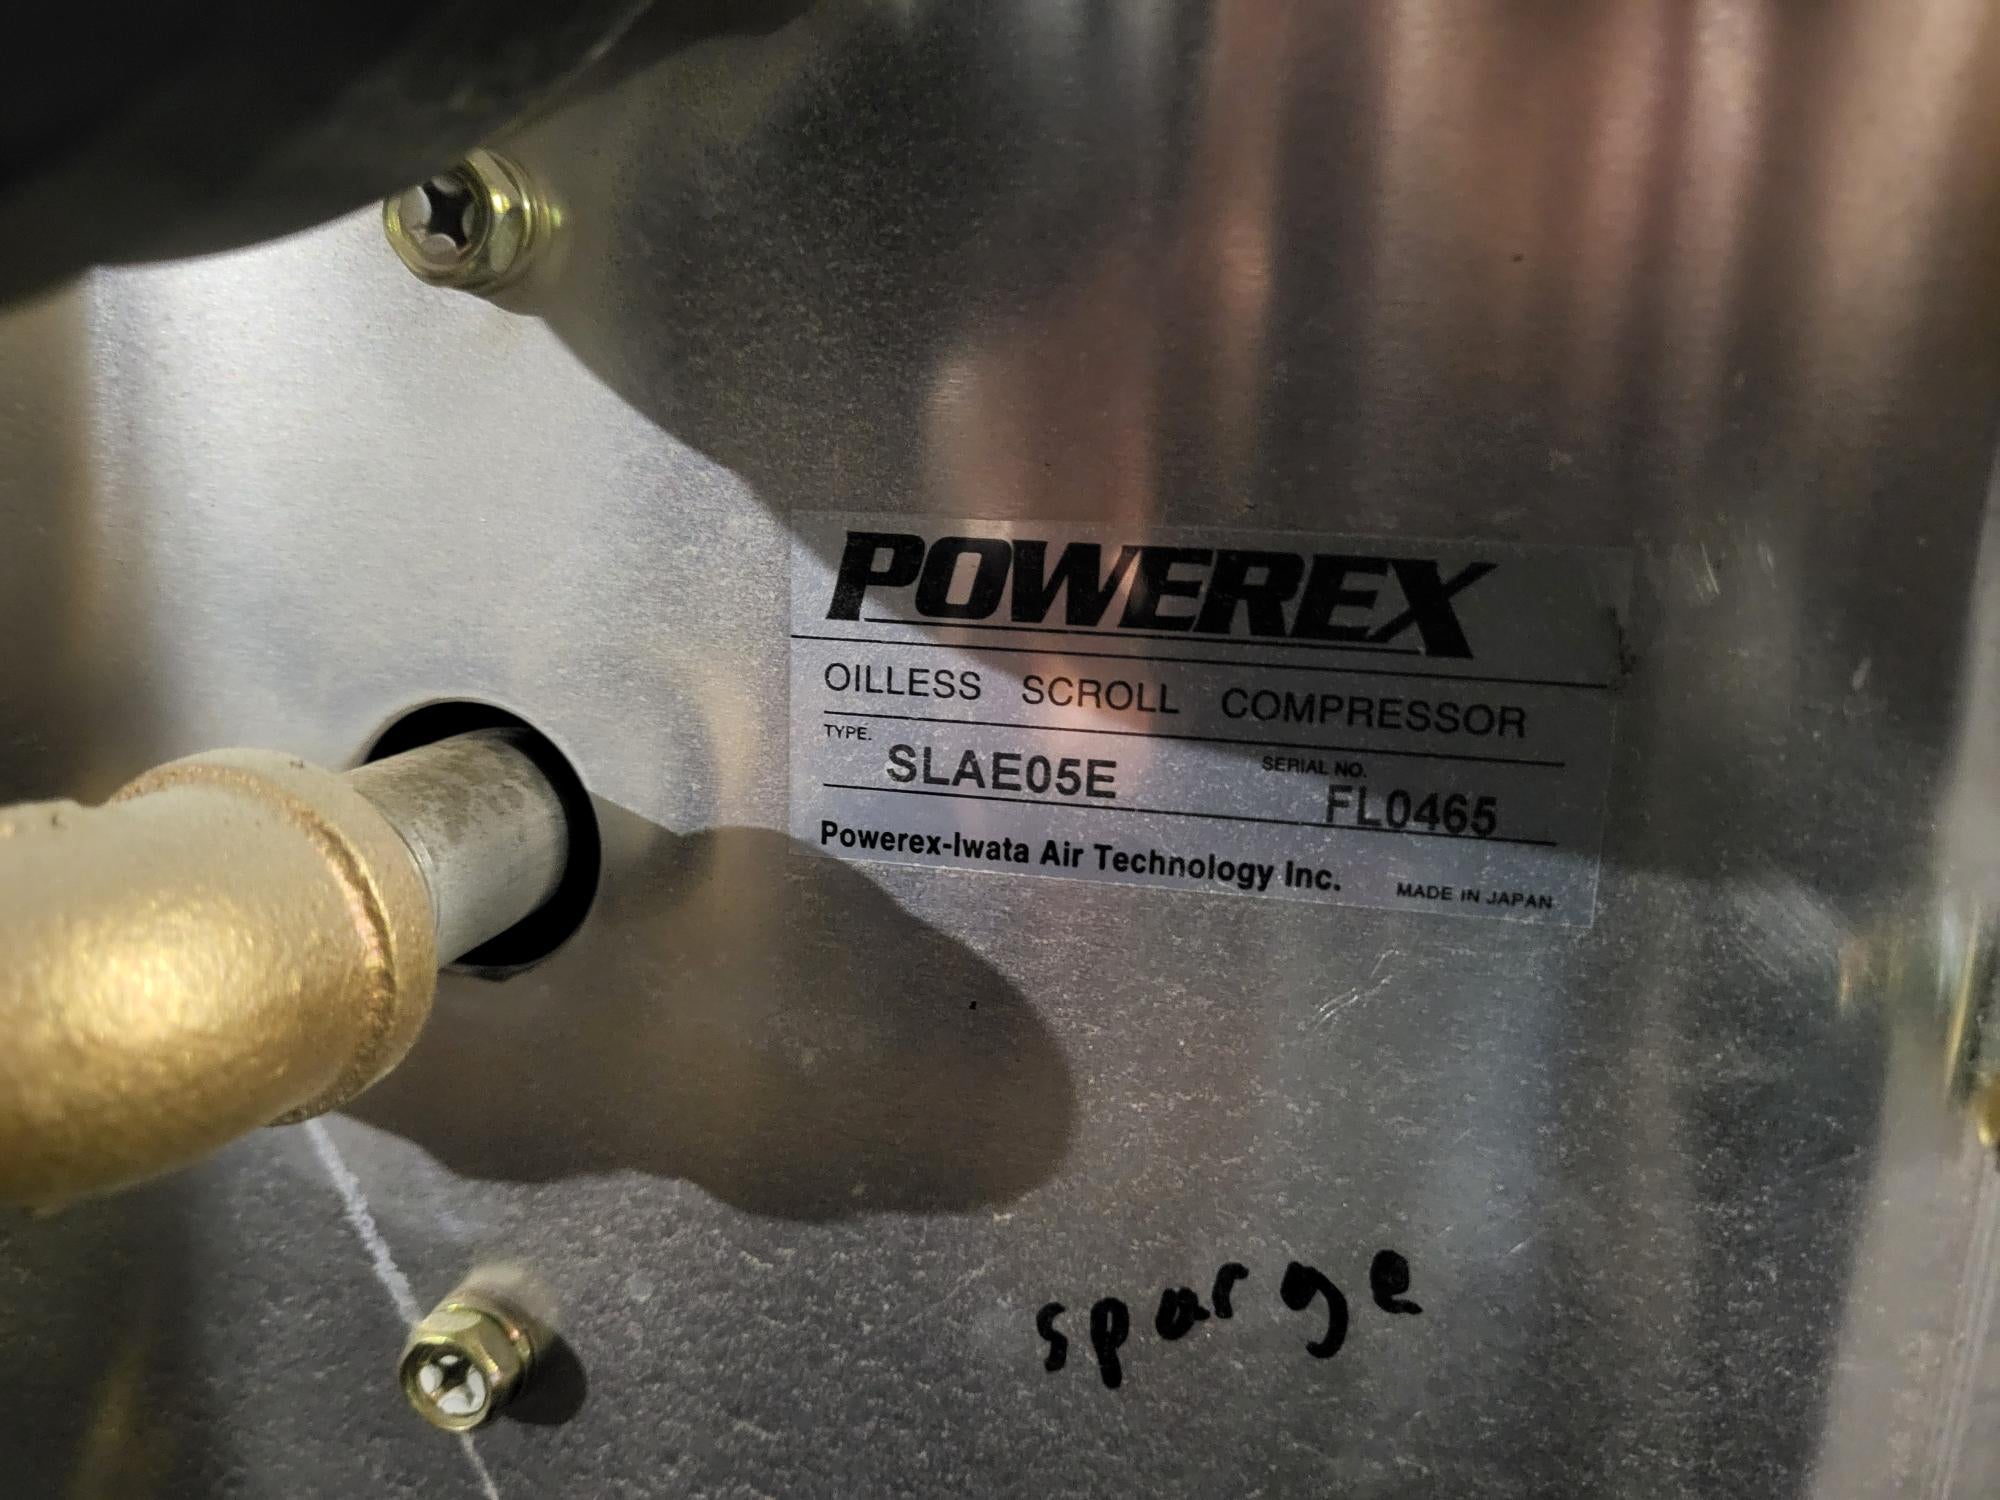 POWEREX
OILLESS SCROLL COMPRESSOR
TYPE. SLAE05E SERIAL NO. FL0465
Powerex-Iwata Air Technology Inc. MADE IN JAPAN
sparge